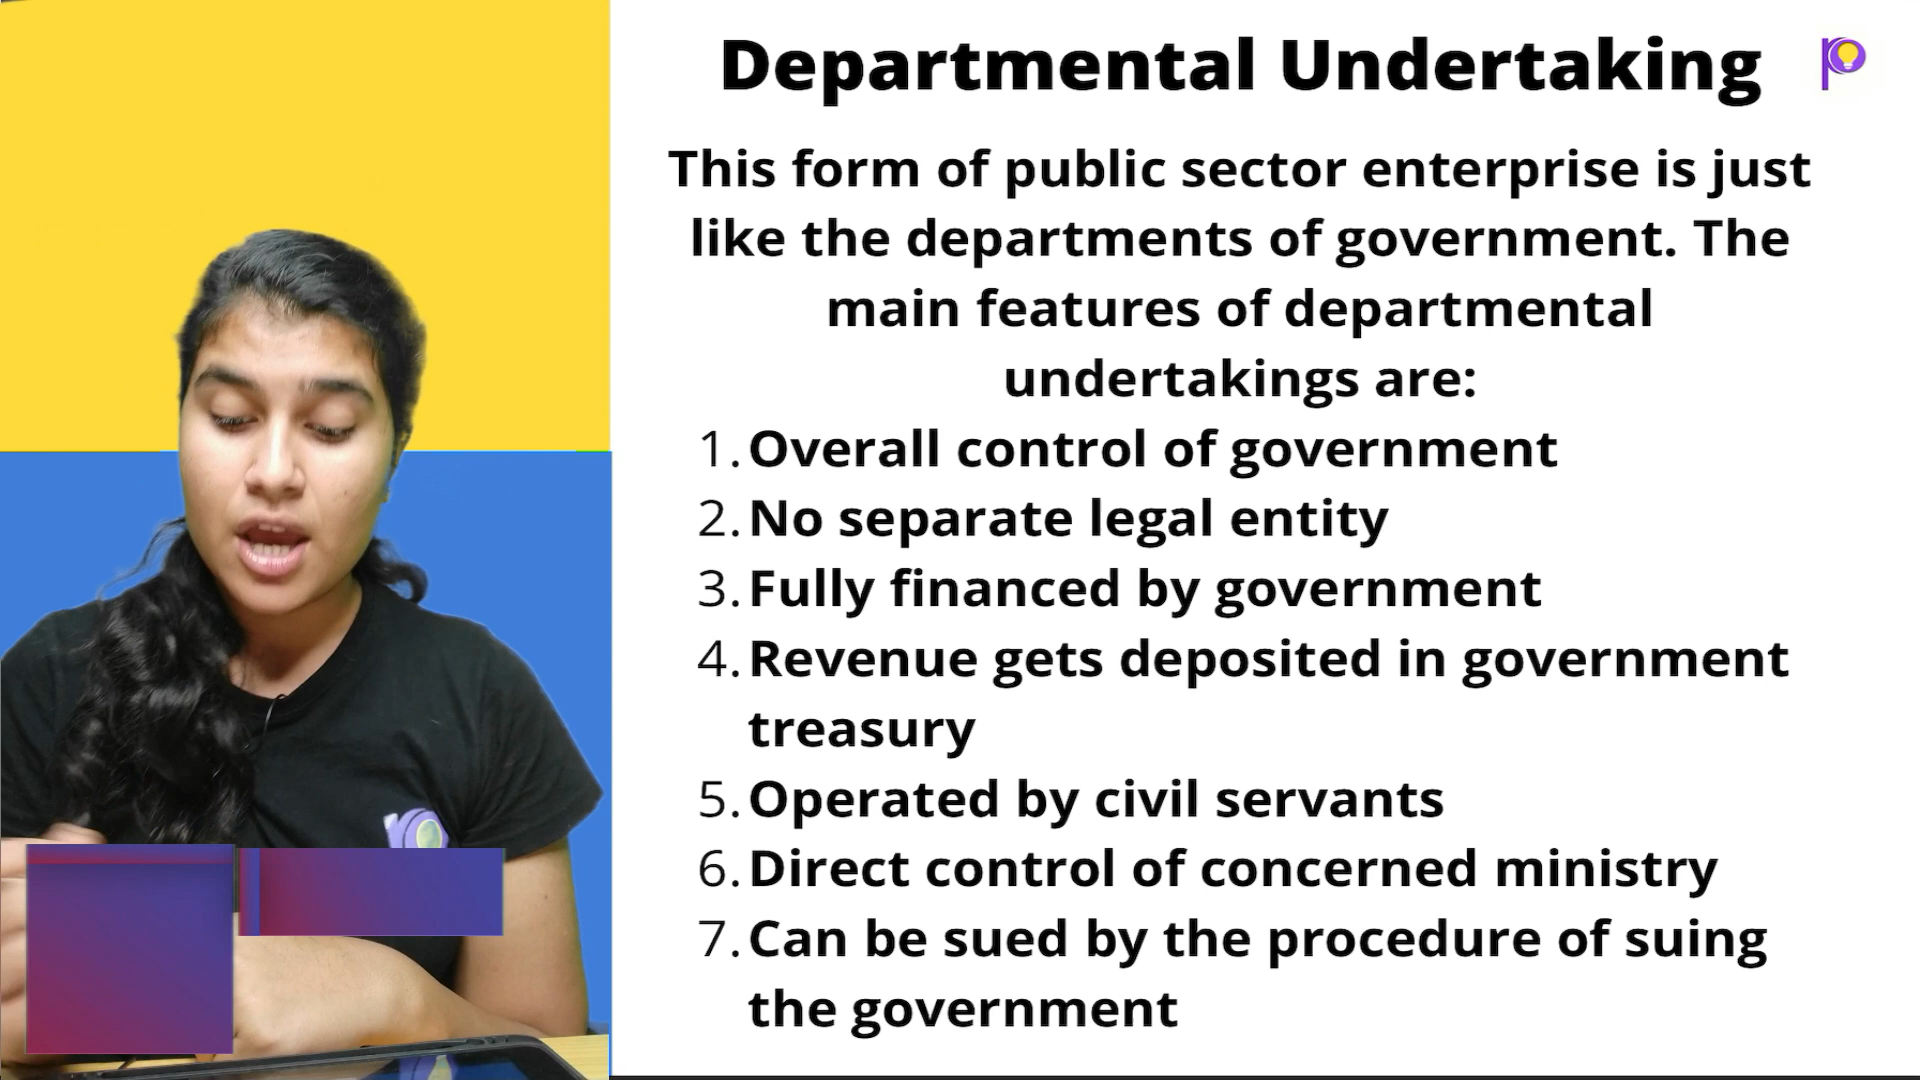 Departmental Undertaking
This form of public sector enterprise is just
like the departments of government. The
main features of departmental
undertakings are:
1. Overall control of government
2. No separate legal entity
3. Fully financed by government
4. Revenue gets deposited in government
treasury
5. Operated by civil servants
6. Direct control of concerned ministry
7. Can be sued by the procedure of suing
the government